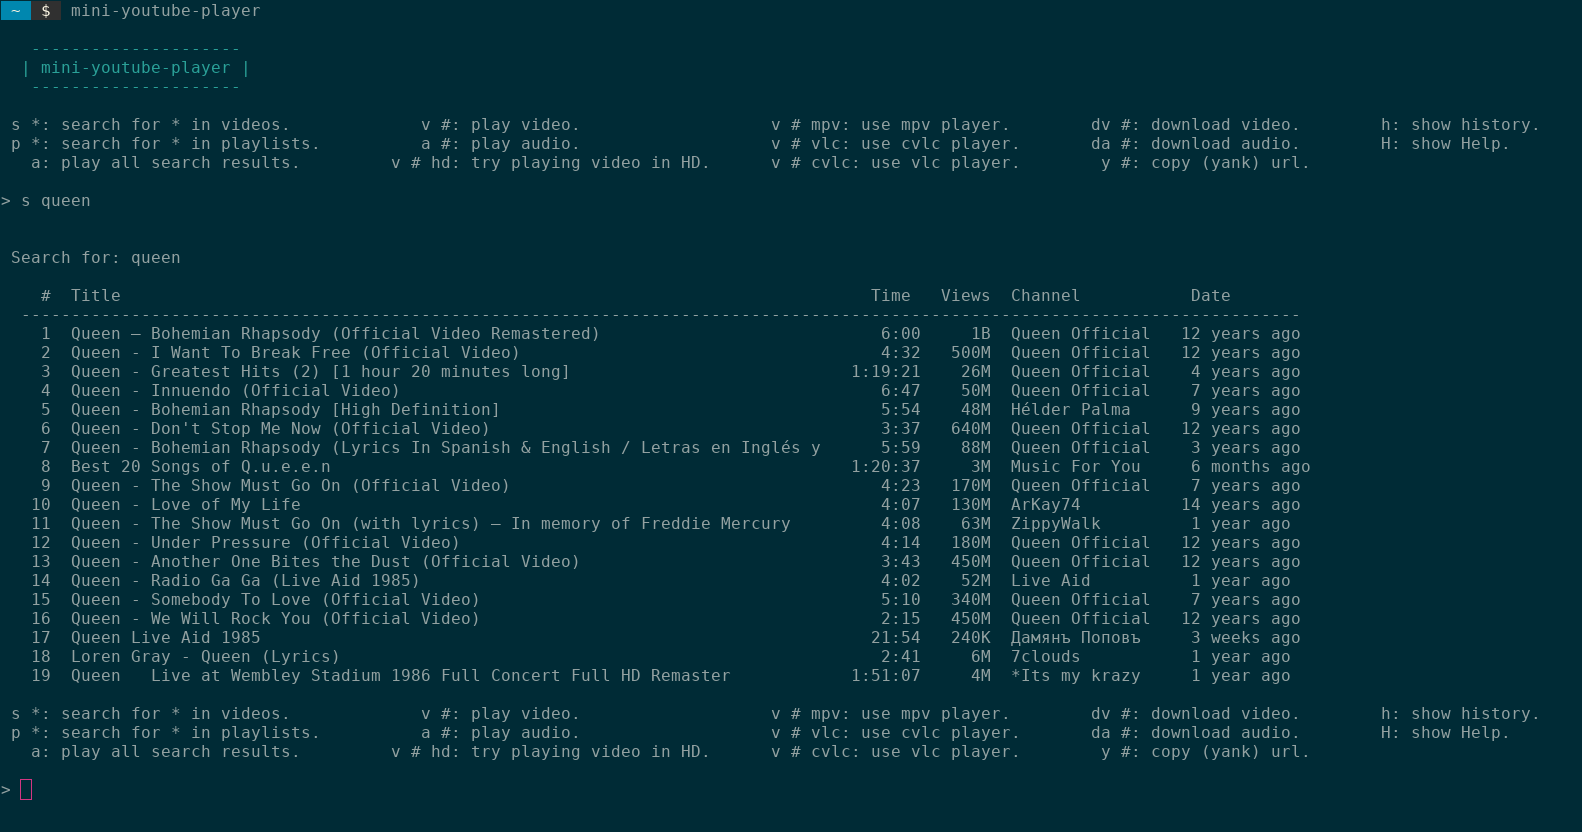 ~ $ mini-youtube-player
---------------------
| mini-youtube-player |
---------------------
s *: search for * in videos. v #: play video. v # mpv: use mpv player. dv #: download video. h: show history.
p *: search for * in playlists. a #: play audio. v # vlc: use cvlc player. da #: download audio. H: show Help.
a: play all search results. v # hd: try playing video in HD. v # cvlc: use vlc player. y #: copy (yank) url.
> s queen
Search for: queen
# Title Time Views Channel Date
--------------------------------------------------------------------------------------------------------------------------------
1 Queen – Bohemian Rhapsody (Official Video Remastered) 6:00 1B Queen Official 12 years ago
2 Queen - I Want To Break Free (Official Video) 4:32 500M Queen Official 12 years ago
3 Queen - Greatest Hits (2) [1 hour 20 minutes long] 1:19:21 26M Queen Official 4 years ago
4 Queen - Innuendo (Official Video) 6:47 50M Queen Official 7 years ago
5 Queen - Bohemian Rhapsody [High Definition] 5:54 48M Hélder Palma 9 years ago
6 Queen - Don't Stop Me Now (Official Video) 3:37 640M Queen Official 12 years ago
7 Queen - Bohemian Rhapsody (Lyrics In Spanish & English / Letras en Inglés y 5:59 88M Queen Official 3 years ago
8 Best 20 Songs of Q.u.e.e.n 1:20:37 3M Music For You 6 months ago
9 Queen - The Show Must Go On (Official Video) 4:23 170M Queen Official 7 years ago
10 Queen - Love of My Life 4:07 130M ArKay74 14 years ago
11 Queen - The Show Must Go On (with lyrics) – In memory of Freddie Mercury 4:08 63M ZippyWalk 1 year ago
12 Queen - Under Pressure (Official Video) 4:14 180M Queen Official 12 years ago
13 Queen - Another One Bites the Dust (Official Video) 3:43 450M Queen Official 12 years ago
14 Queen - Radio Ga Ga (Live Aid 1985) 4:02 52M Live Aid 1 year ago
15 Queen - Somebody To Love (Official Video) 5:10 340M Queen Official 7 years ago
16 Queen - We Will Rock You (Official Video) 2:15 450M Queen Official 12 years ago
17 Queen Live Aid 1985 21:54 240K Дамянъ Поповъ 3 weeks ago
18 Loren Gray - Queen (Lyrics) 2:41 6M 7clouds 1 year ago
19 Queen Live at Wembley Stadium 1986 Full Concert Full HD Remaster 1:51:07 4M *Its my krazy 1 year ago
s *: search for * in videos. v #: play video. v # mpv: use mpv player. dv #: download video. h: show history.
p *: search for * in playlists. a #: play audio. v # vlc: use cvlc player. da #: download audio. H: show Help.
a: play all search results. v # hd: try playing video in HD. v # cvlc: use vlc player. y #: copy (yank) url.
>